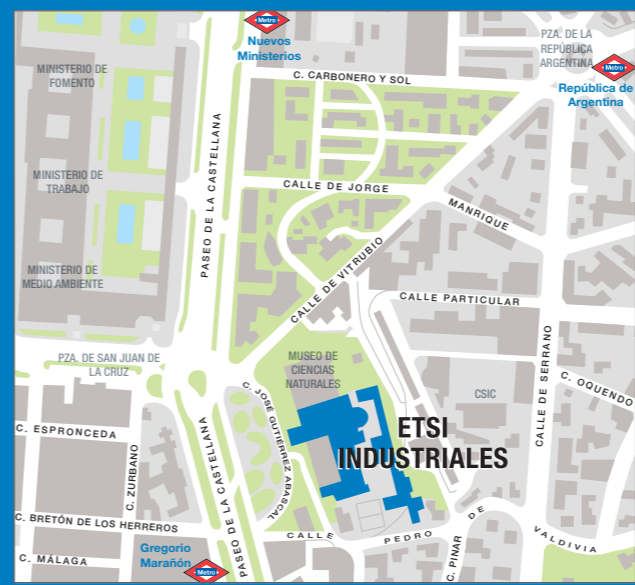 Metro
Nuevos
Ministerios
PZA. DE LA
REPÚBLICA
ARGENTINA
Metro
República de
Argentina
MINISTERIO DE
FOMENTO
C. CARBONERO Y SOL
MINISTERIO DE
TRABAJO
CALLE DE JORGE
MANRIQUE
PASEO DE LA CASTELLANA
MINISTERIO DE
MEDIO AMBIENTE
CALLE DE VITRUBIO
CALLE PARTICULAR
PZA. DE SAN JUAN DE
LA CRUZ
MUSEO DE
CIENCIAS
NATURALES
CALLE DE SERRANO
C. OQUENDO
CSIC
C. JOSÉ GUTIÉRREZ ABASCAL
ETSI
INDUSTRIALES
C. ESPRONCEDA
C. ZURBANO
PASEO DE LA CASTELLANA
C. BRETÓN DE LOS HERREROS
CALLE PEDRO DE VALDIVIA
C. PINAR
C. MÁLAGA
Gregorio
Marañón
Metro